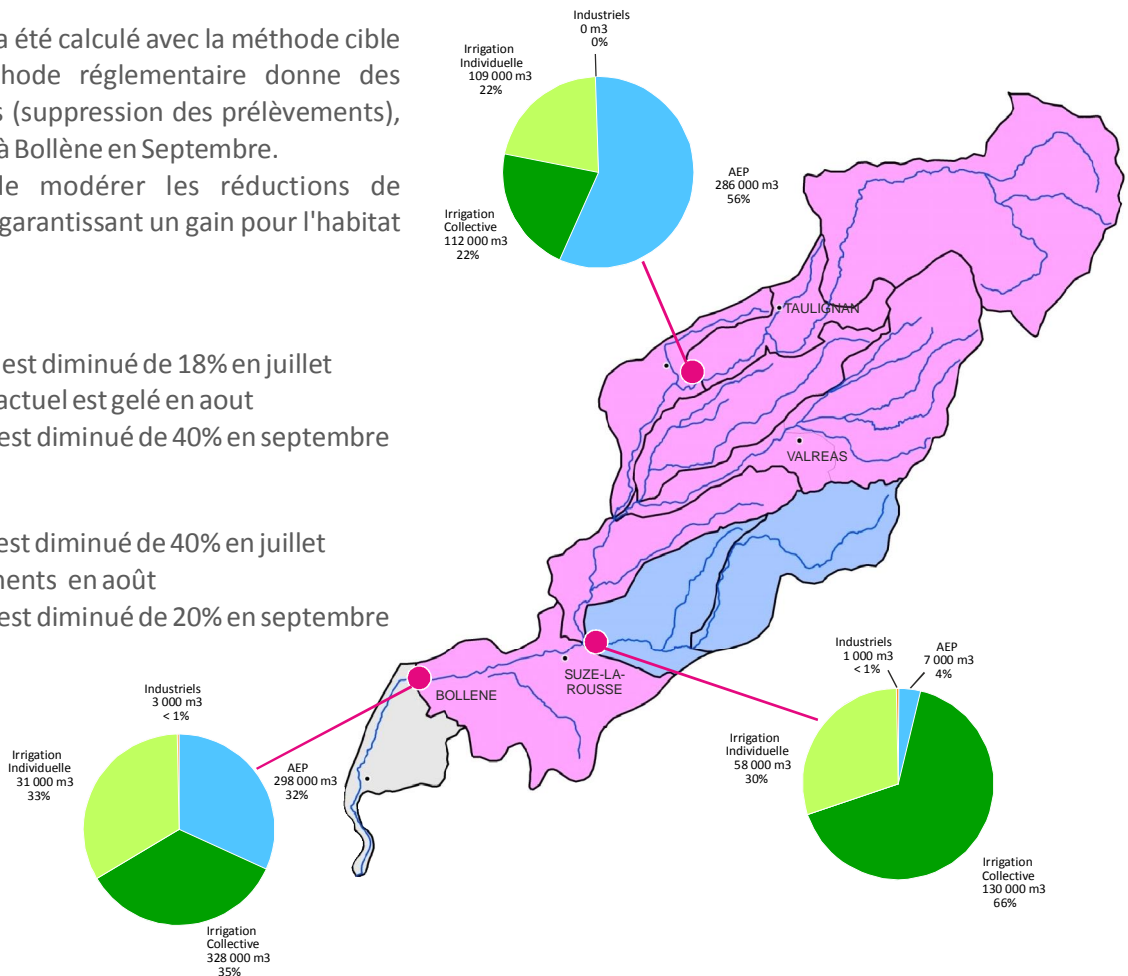 a été calculé avec la méthode cible
hode réglementaire donne des
s (suppression des prélèvements),
à Bollène en Septembre.
le modérer les réductions de
garantissant un gain pour l'habitat
est diminué de 18% en juillet
actuel est gelé en aout
est diminué de 40% en septembre
est diminué de 40% en juillet
nents en août
est diminué de 20% en septembre
Industriels
0 m3
0%
Irrigation
Individuelle
109 000 m3
22%
AEP
286 000 m3
56%
Irrigation
Collective
112 000 m3
22%
TAULIGNAN
VALREAS
SUZE-LA-
ROUSSE
BOLLENE
Industriels
3 000 m3
< 1%
Irrigation
Individuelle
31 000 m3
33%
AEP
298 000 m3
32%
Irrigation
Collective
328 000 m3
35%
Industriels
1 000 m3
< 1%
AEP
7 000 m3
4%
Irrigation
Individuelle
58 000 m3
30%
Irrigation
Collective
130 000 m3
66%